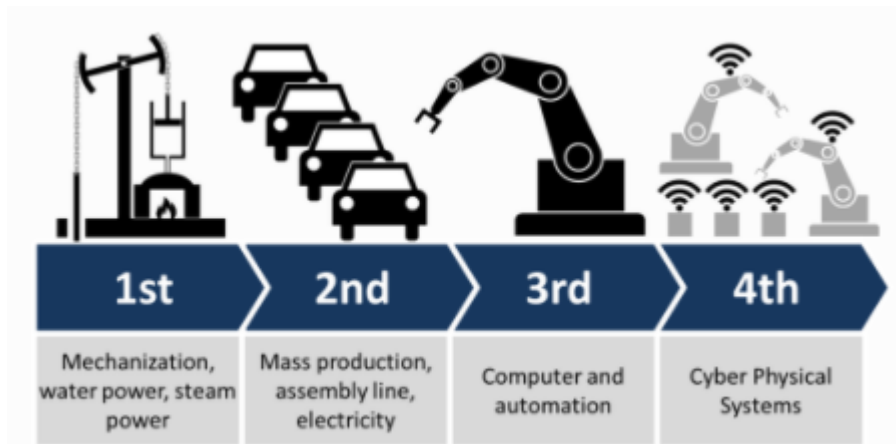 1st
2nd
3rd
4th
Mechanization,
water power, steam
power
Mass production,
assembly line,
electricity
Computer and
automation
Cyber Physical
Systems